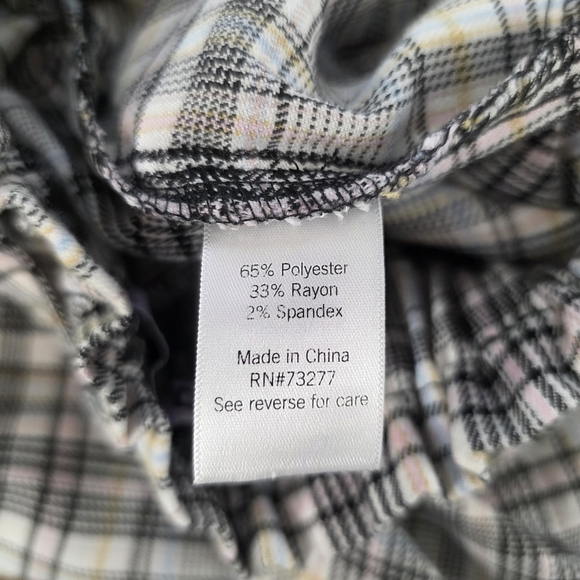 65% Polyester
33% Rayon
2% Spandex
Made in China
RN#73277
See reverse for care